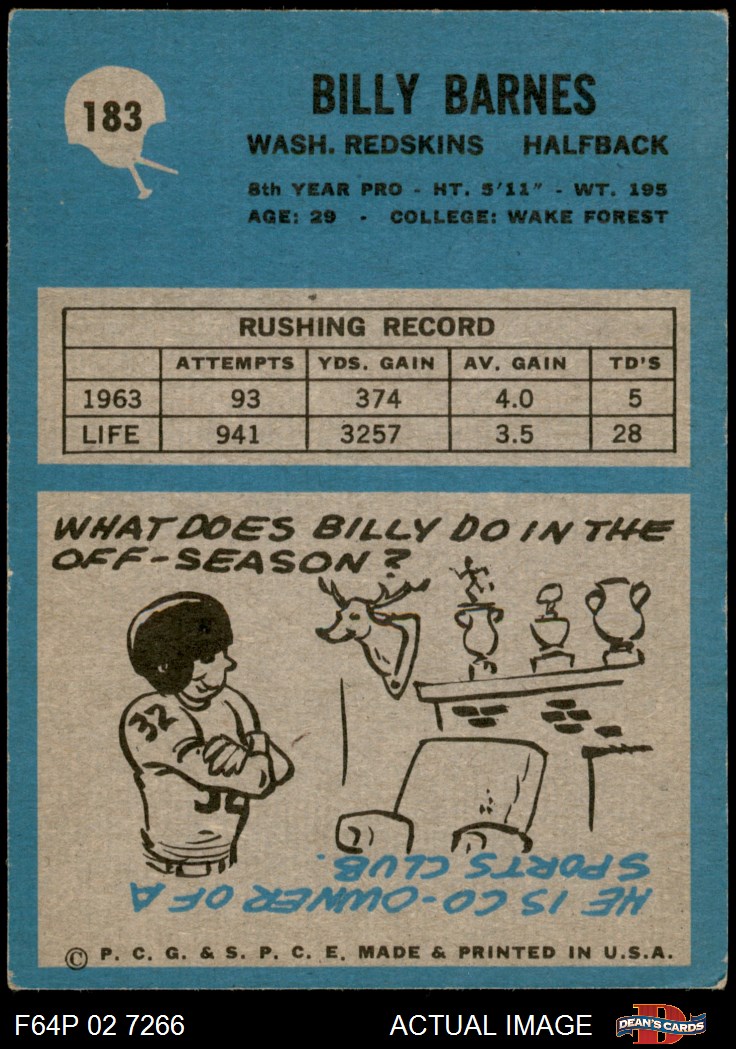 183
BILLY BARNES
WASH. REDSKINS HALFBACK
8th YEAR PRO - HT. 5'11" - WT. 195
AGE: 29 - COLLEGE: WAKE FOREST
RUSHING RECORD
ATTEMPTS YDS. GAIN AV. GAIN TD'S
1963 93 374 4.0 5
LIFE 941 3257 3.5 28
WHAT DOES BILLY DO IN THE
OFF-SEASON?
32
32
HE IS CO-OWNER OF A
SPORTS CLUB.
© P. C. G. & S. P. C. E. MADE & PRINTED IN U.S.A.
F64P 02 7266 ACTUAL IMAGE DEAN'S CARDS